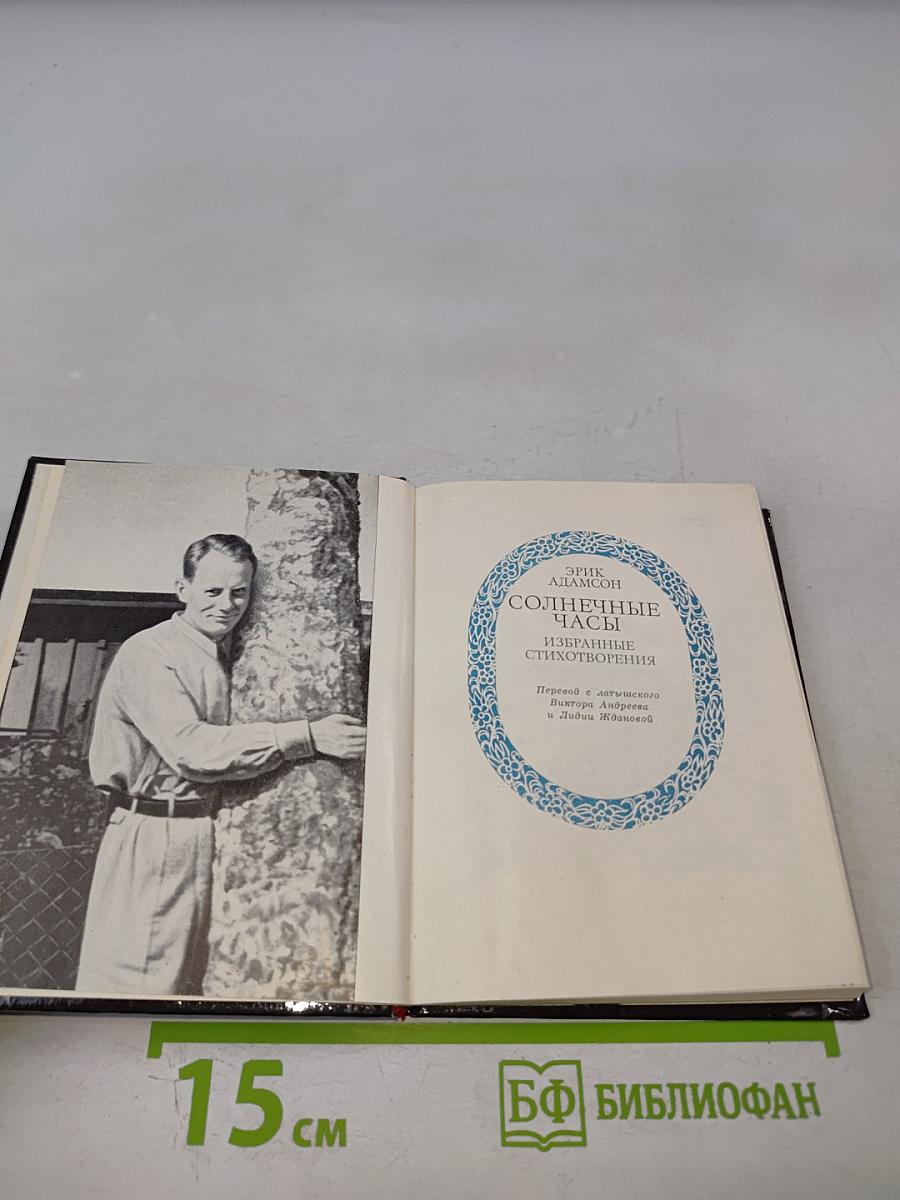 ЭРИК
АДАМСОН
СОЛНЕЧНЫЕ
ЧАСЫ
ИЗБРАННЫЕ
СТИХОТВОРЕНИЯ
Перевод с латышского
Виктора Андреева
и Лидии Ждановой
15 см
БФ БИБЛИОФАН